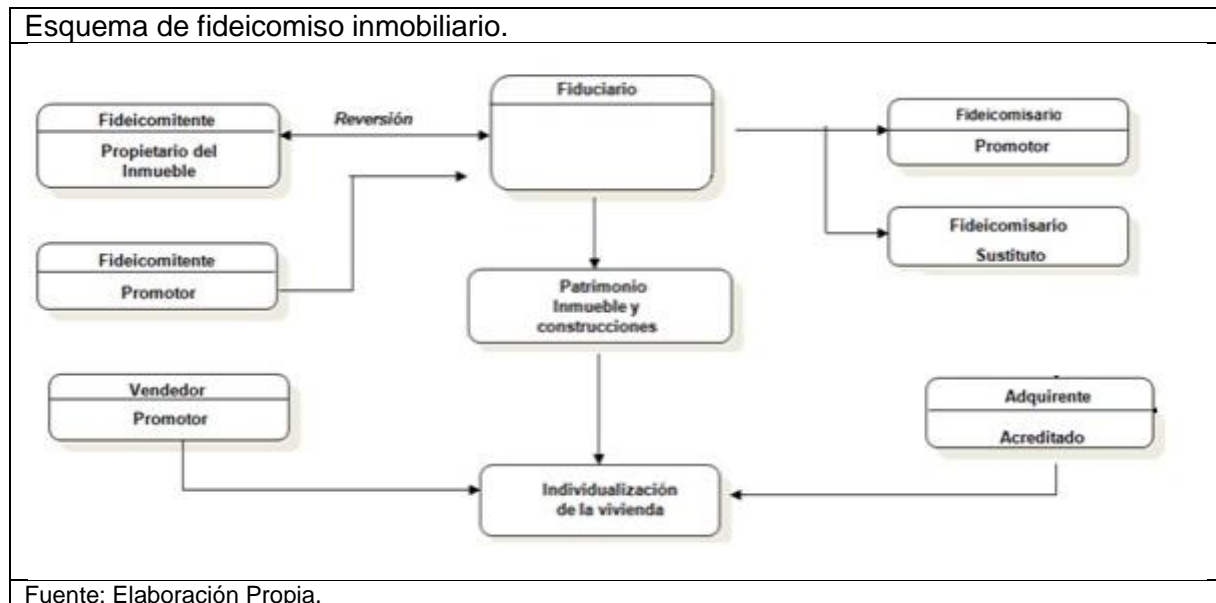 Esquema de fideicomiso inmobiliario.
Fideicomitente
Propietario del
Inmueble
Reversión
Fiduciario
Fideicomisario
Promotor
Fideicomisario
Sustituto
Fideicomitente
Promotor
Patrimonio
Inmueble y
construcciones
Vendedor
Promotor
Adquirente
Acreditado
Individualización
de la vivienda
Fuente: Elaboración Propia.